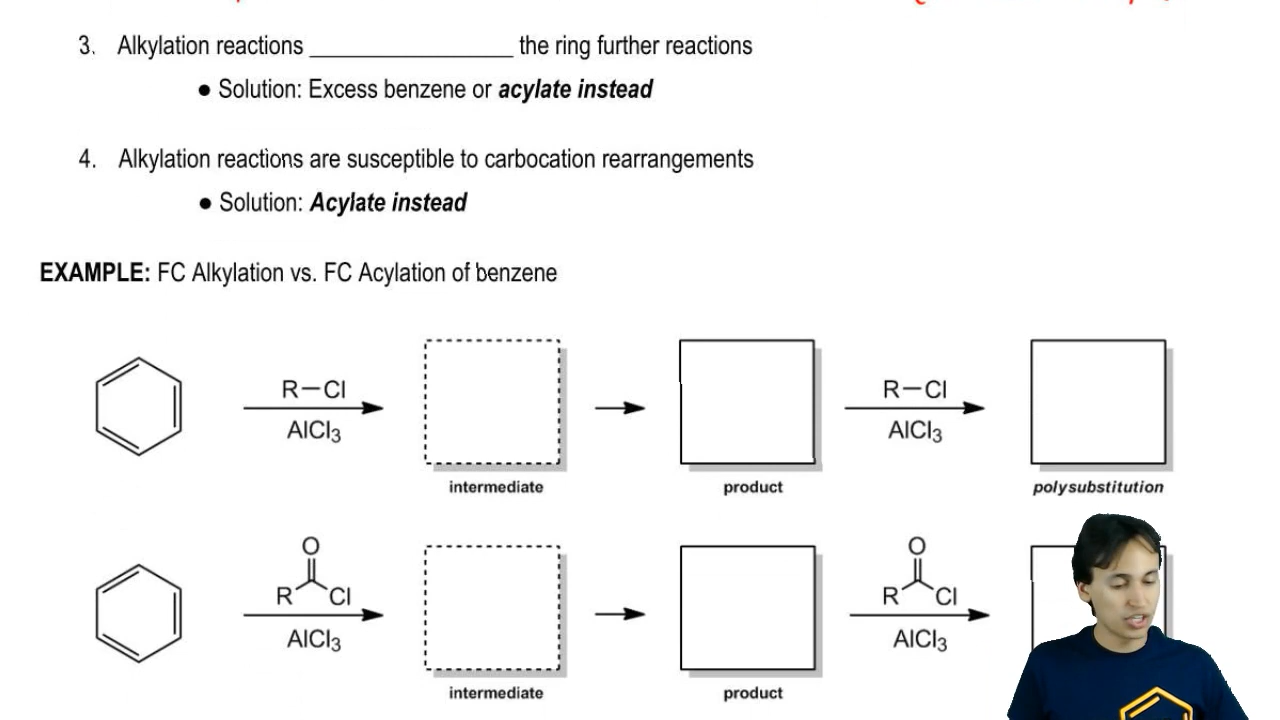 3. Alkylation reactions ________________ the ring further reactions
● Solution: Excess benzene or acylate instead
4. Alkylation reactions are susceptible to carbocation rearrangements
● Solution: Acylate instead
EXAMPLE: FC Alkylation vs. FC Acylation of benzene
R–Cl
AlCl₃
R–Cl
AlCl₃
intermediate
product
polysubstitution
O
R Cl
AlCl₃
O
R Cl
AlCl₃
intermediate
product